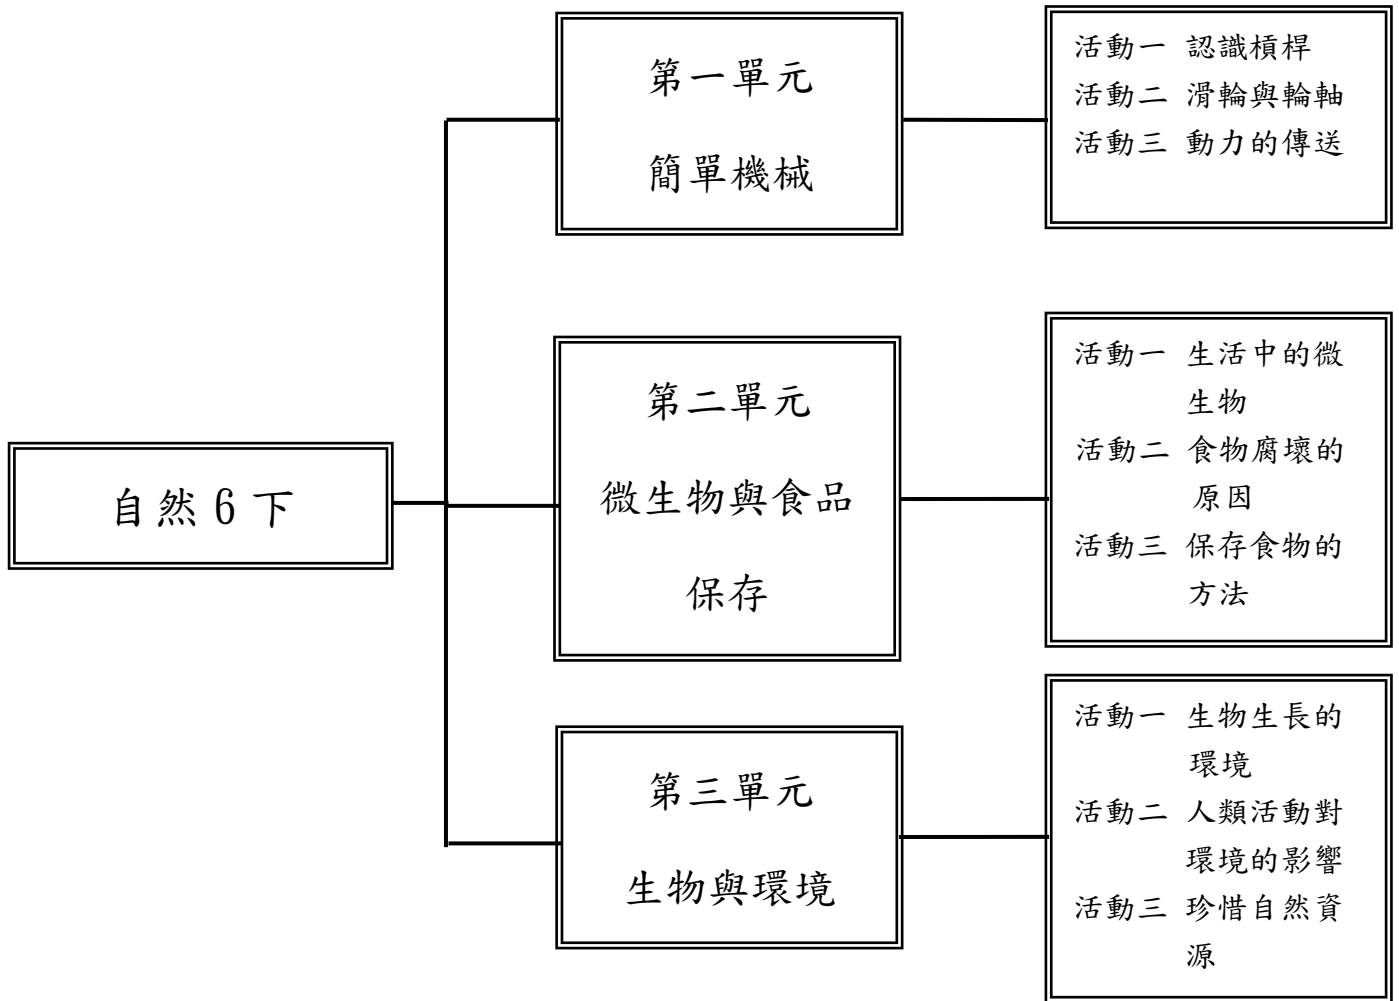 自然 6 下
第一單元
簡單機械
活動一 認識槓桿
活動二 滑輪與輪軸
活動三 動力的傳送
第二單元
微生物與食品
保存
活動一 生活中的微
生物
活動二 食物腐壞的
原因
活動三 保存食物的
方法
第三單元
生物與環境
活動一 生物生長的
環境
活動二 人類活動對
環境的影響
活動三 珍惜自然資
源